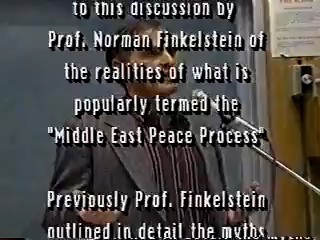 to this discussion by
Prof. Norman Finkelstein of
the realities of what is
popularly termed the
"Middle East Peace Process"
Previously Prof. Finkelstein
outlined in detail the myths